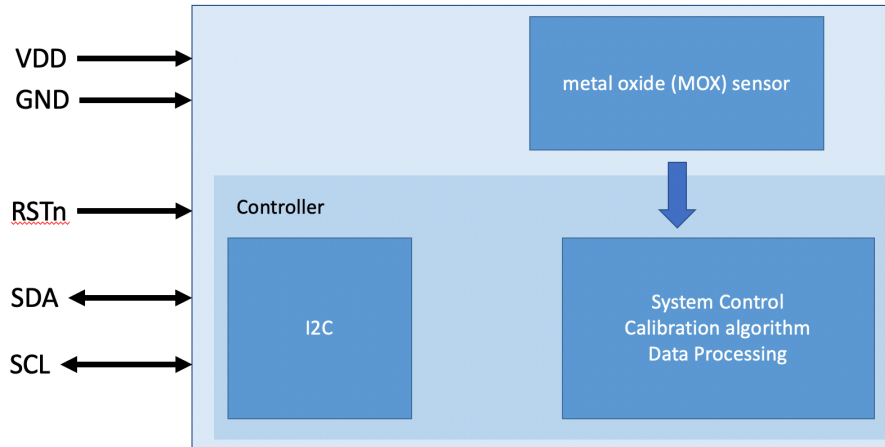 VDD
GND
RSTn
SDA
SCL
metal oxide (MOX) sensor
Controller
I2C
System Control
Calibration algorithm
Data Processing